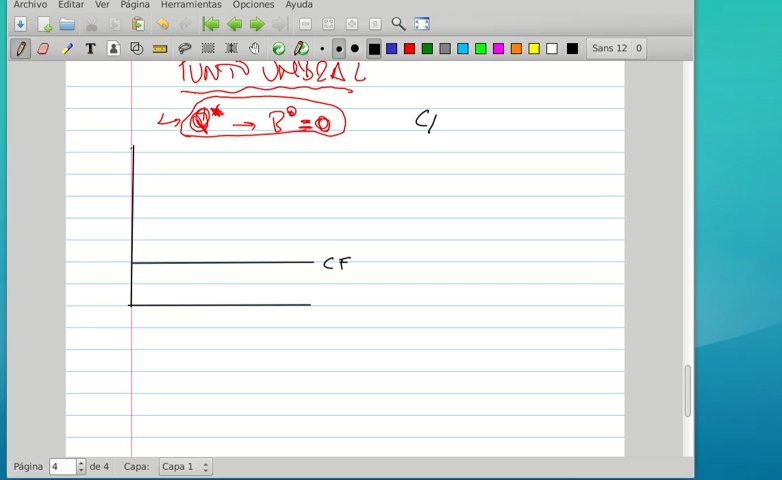 Archivo Editar Ver Página Herramientas Opciones Ayuda
T Sans 12 0
PUNTO UMBRAL
Q* → Bº = 0
C/
CF
Página 4 de 4 Capa: Capa 1